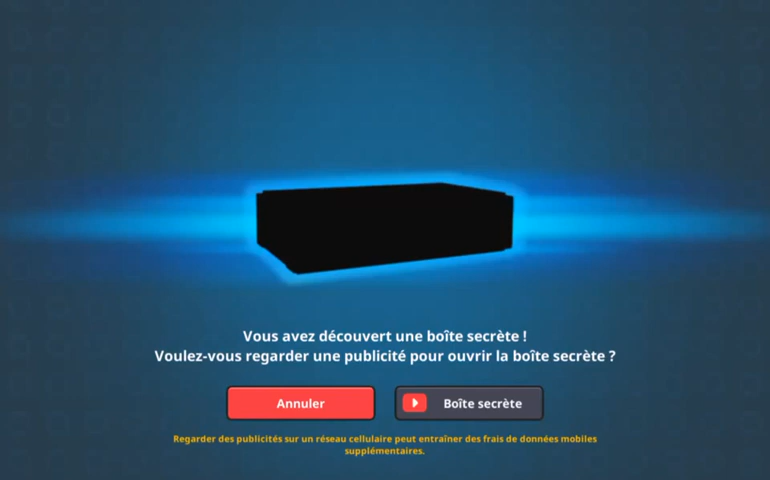 Vous avez découvert une boîte secrète !
Voulez-vous regarder une publicité pour ouvrir la boîte secrète ?
Annuler
Boîte secrète
Regarder des publicités sur un réseau cellulaire peut entraîner des frais de données mobiles
supplémentaires.